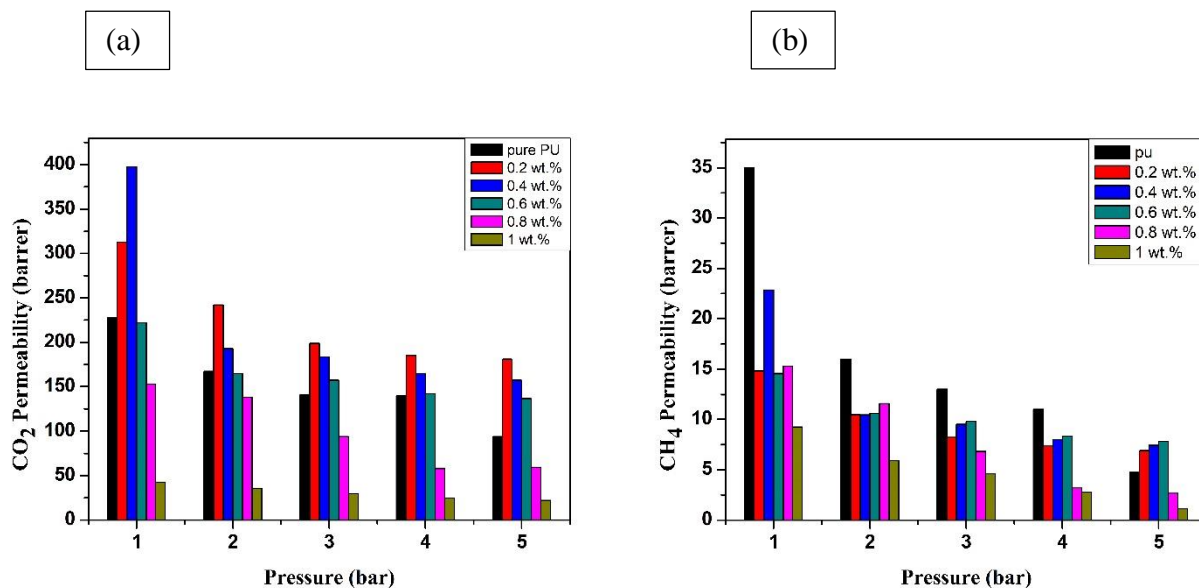 (a)
(b)
CO2 Permeability (barrer)
400
350
300
250
200
150
100
50
0
pure PU
0.2 wt.%
0.4 wt.%
0.6 wt.%
0.8 wt.%
1 wt.%
1 2 3 4 5
Pressure (bar)
CH4 Permeability (barrer)
35
30
25
20
15
10
5
0
pu
0.2 wt.%
0.4 wt.%
0.6 wt.%
0.8 wt.%
1 wt.%
1 2 3 4 5
Pressure (bar)